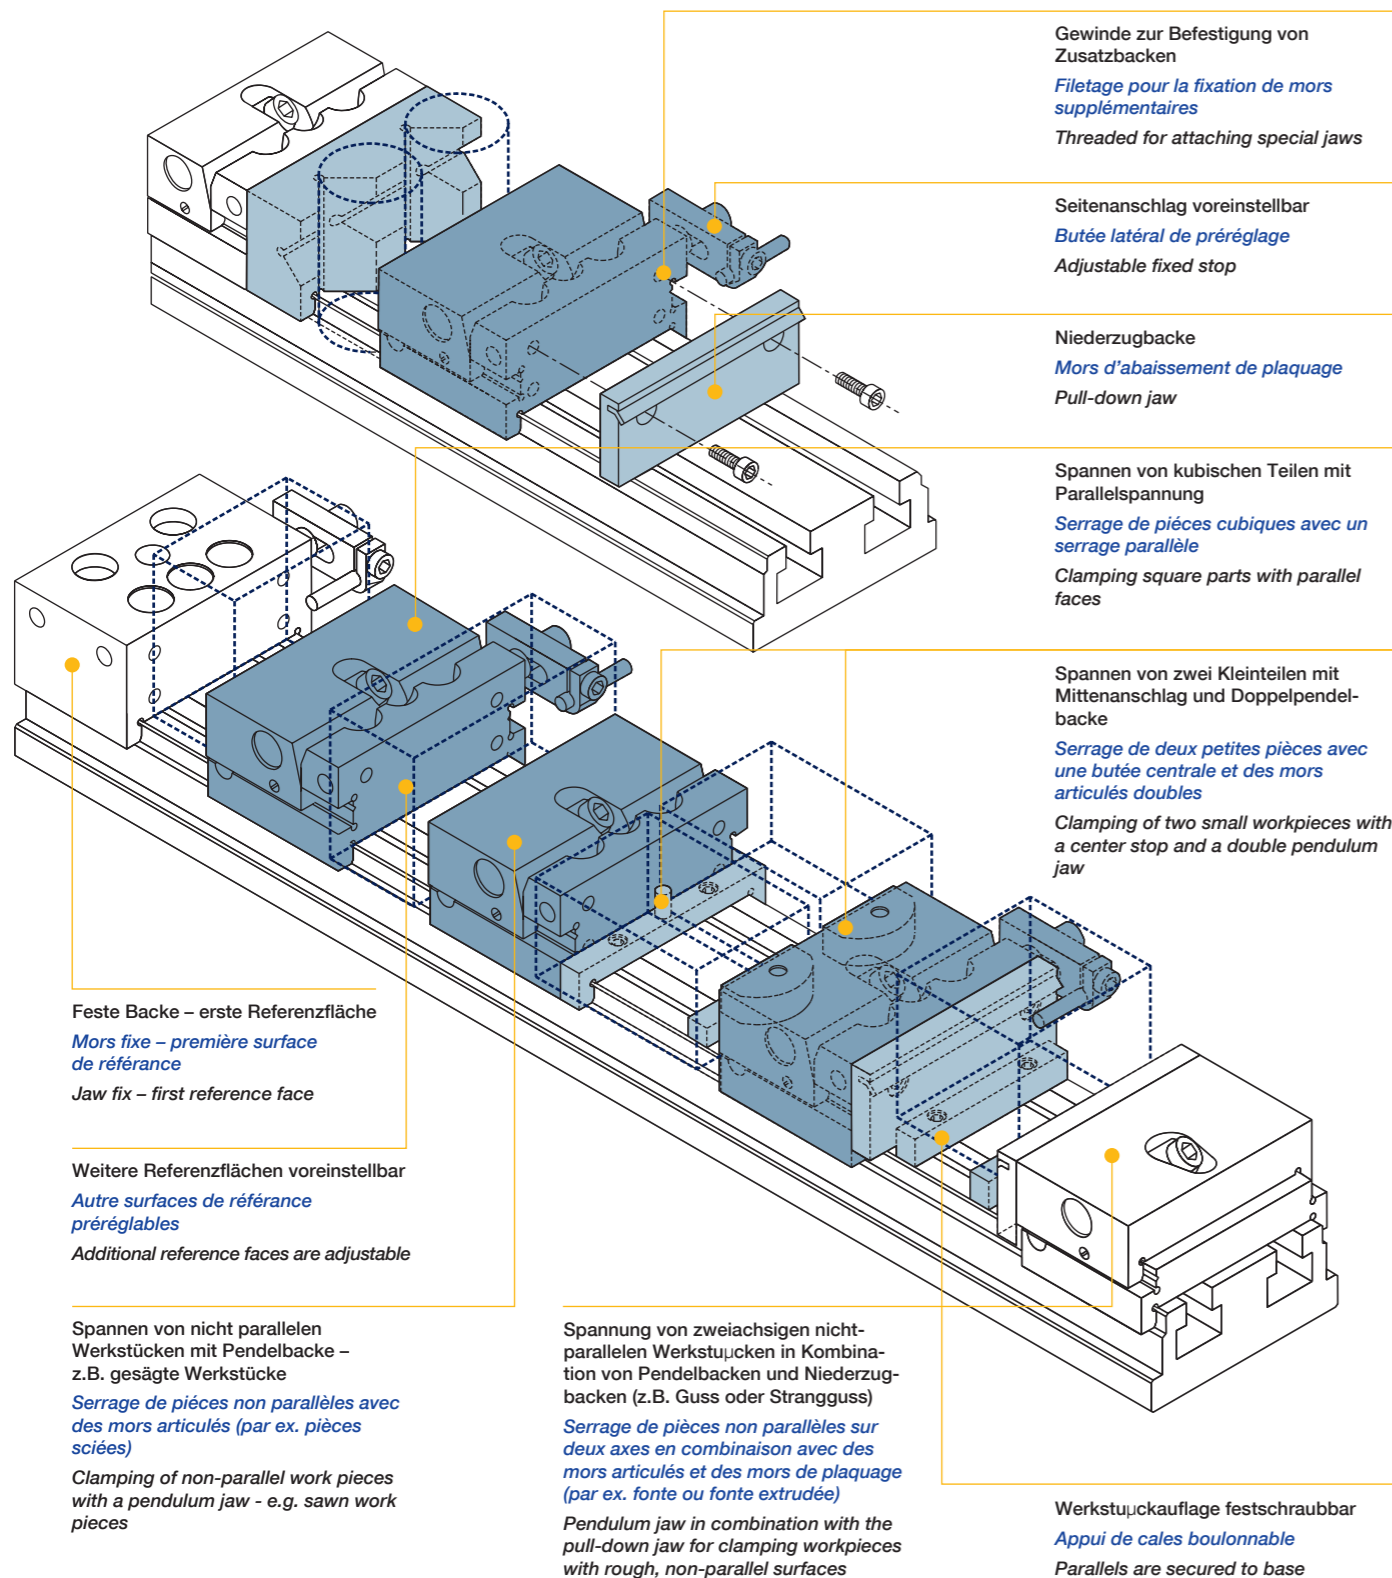 Gewinde zur Befestigung von
Zusatzbacken
Filetage pour la fixation de mors
supplémentaires
Threaded for attaching special jaws
Seitenanschlag voreinstellbar
Butée latéral de préréglage
Adjustable fixed stop
Niederzugbacke
Mors d'abaissement de plaquage
Pull-down jaw
Spannen von kubischen Teilen mit
Parallelspannung
Serrage de piéces cubiques avec un
serrage parallèle
Clamping square parts with parallel
faces
Spannen von zwei Kleinteilen mit
Mittenanschlag und Doppelpendel-
backe
Serrage de deux petites pièces avec
une butée centrale et des mors
articulés doubles
Clamping of two small workpieces with
a center stop and a double pendulum
jaw
Feste Backe – erste Referenzfläche
Mors fixe – première surface
de référance
Jaw fix – first reference face
Weitere Referenzflächen voreinstellbar
Autre surfaces de référance
préréglables
Additional reference faces are adjustable
Spannen von nicht parallelen
Werkstücken mit Pendelbacke –
z.B. gesägte Werkstücke
Serrage de piéces non parallèles avec
des mors articulés (par ex. pièces
sciées)
Clamping of non-parallel work pieces
with a pendulum jaw - e.g. sawn work
pieces
Spannung von zweiachsigen nicht-
parallelen Werkstuµcken in Kombina-
tion von Pendelbacken und Niederzug-
backen (z.B. Guss oder Strangguss)
Serrage de pièces non parallèles sur
deux axes en combinaison avec des
mors articulés et des mors de plaquage
(par ex. fonte ou fonte extrudée)
Pendulum jaw in combination with the
pull-down jaw for clamping workpieces
with rough, non-parallel surfaces
Werkstuµckauflage festschraubbar
Appui de cales boulonnable
Parallels are secured to base